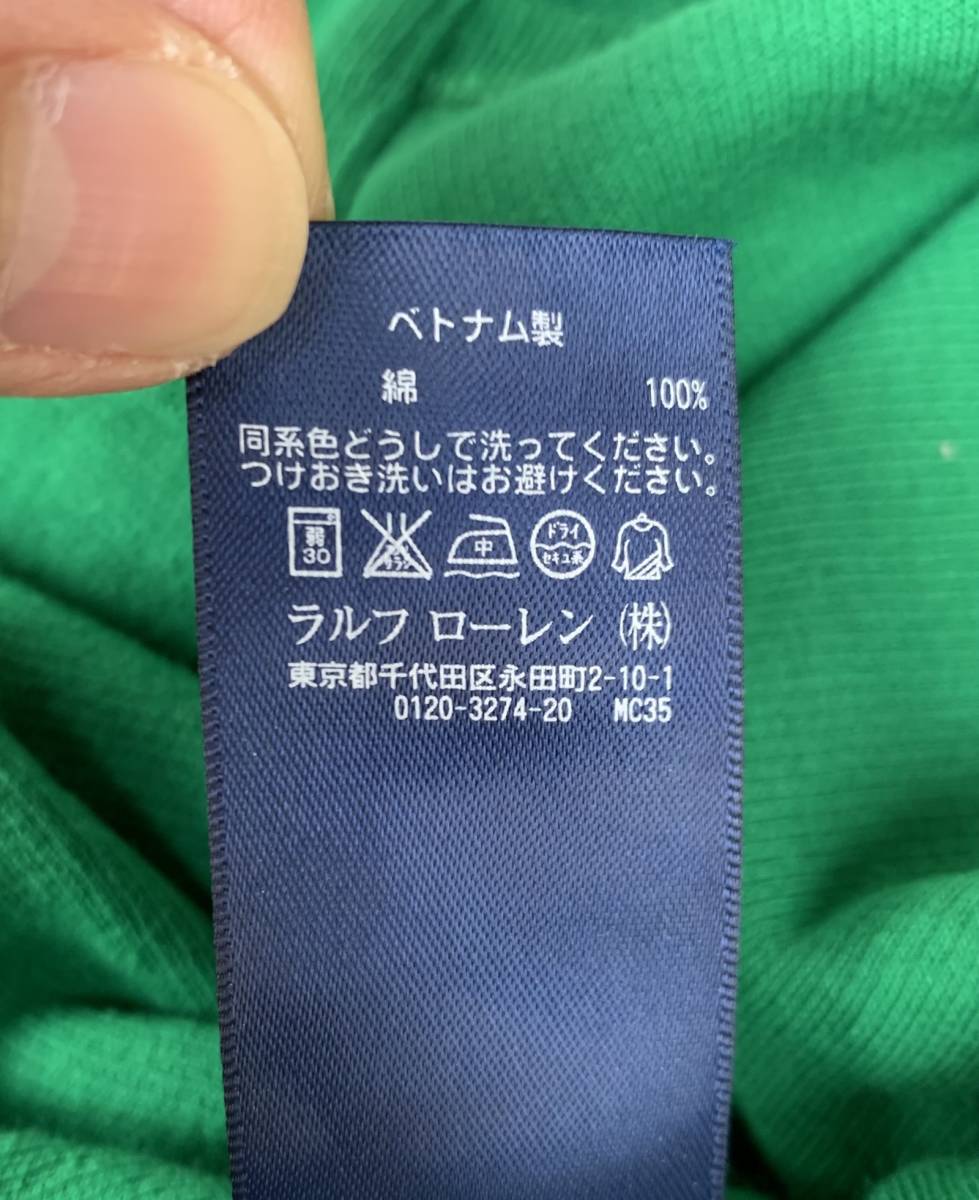 ベトナム製
綿 100%
同系色どうしで洗ってください。
つけおき洗いはお避けください。
弱 30 サラシ 中 ドライ セキユ系
ラルフ ローレン (株)
東京都千代田区永田町2-10-1
0120-3274-20 MC35